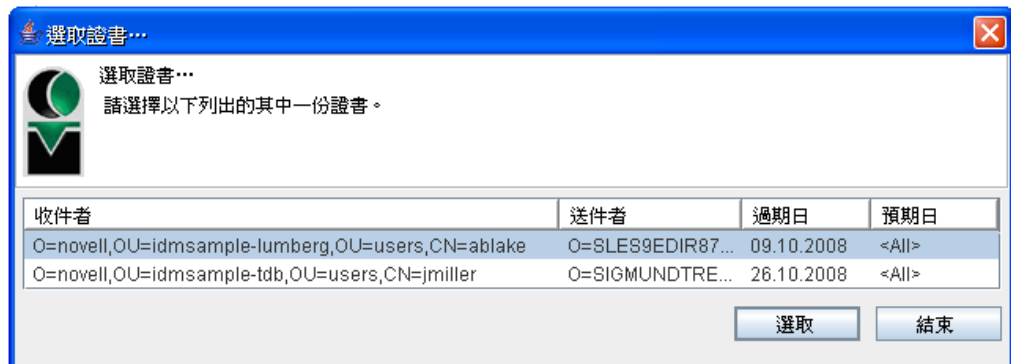 選取證書…
選取證書…
請選擇以下列出的其中一份證書。
收件者 送件者 過期日 預期日
O=novell,OU=idmsample-lumberg,OU=users,CN=ablake O=SLES9EDIR87... 09.10.2008 <All>
O=novell,OU=idmsample-tdb,OU=users,CN=jmiller O=SIGMUNDTRE... 26.10.2008 <All>
選取 結束